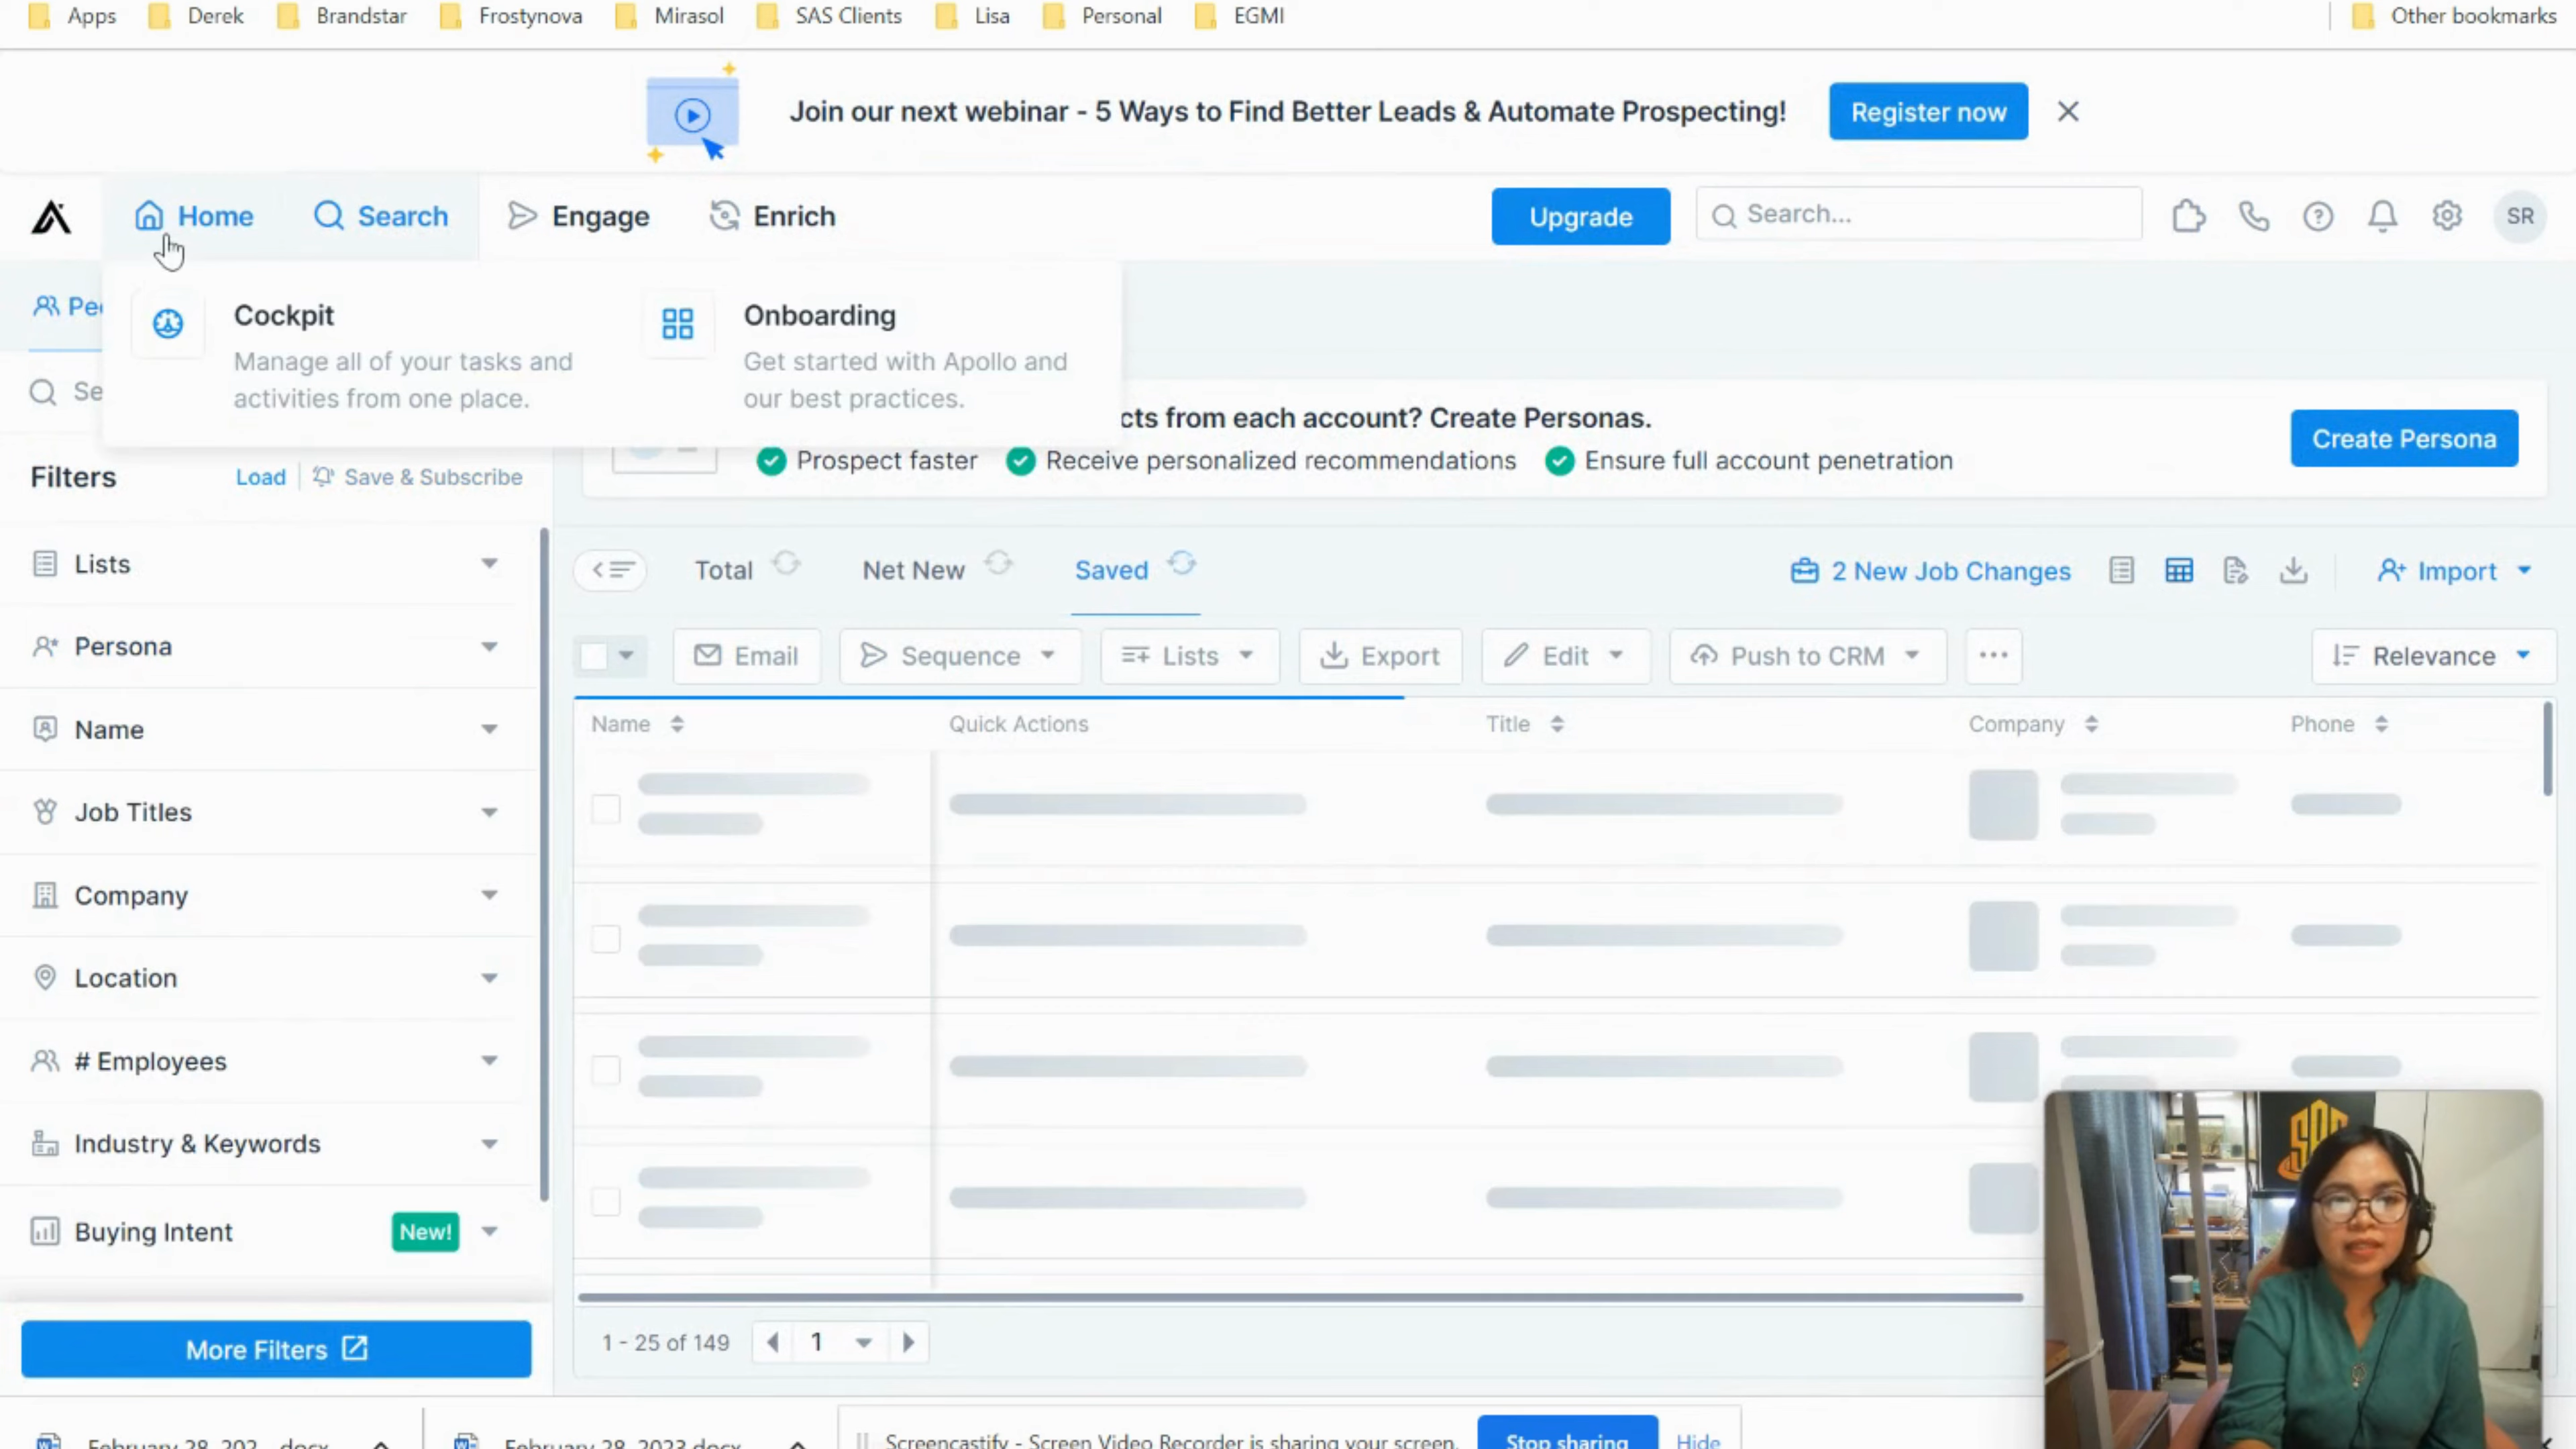 Apps Derek Brandstar Frostynova Mirasol SAS Clients Lisa Personal EGMI Other bookmarks
Join our next webinar - 5 Ways to Find Better Leads & Automate Prospecting! Register now
Home Search Engage Enrich Upgrade Search... SR
Cockpit
Manage all of your tasks and
activities from one place.
Onboarding
Get started with Apollo and
our best practices.
cts from each account? Create Personas.
Create Persona
Prospect faster Receive personalized recommendations Ensure full account penetration
Filters Load Save & Subscribe
Lists
Persona
Name
Job Titles
Company
Location
# Employees
Industry & Keywords
Buying Intent New!
More Filters
Total Net New Saved 2 New Job Changes Import
Email Sequence Lists Export Edit Push to CRM ... Relevance
Name Quick Actions Title Company Phone
1 - 25 of 149 1
February 28, 202....docx February 28, 2023.docx Screencastify - Screen Video Recorder is sharing your screen. Stop sharing Hide